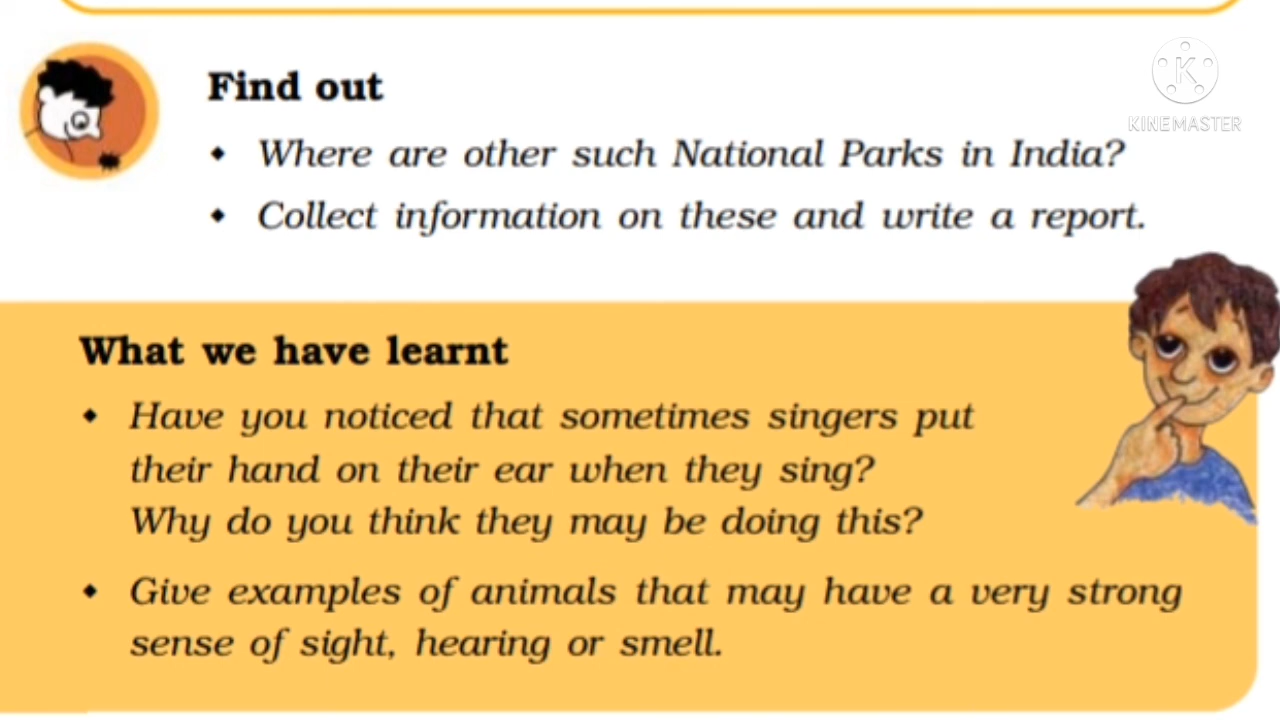 Find out
◆ Where are other such National Parks in India?
◆ Collect information on these and write a report.
K
KINEMASTER
What we have learnt
◆ Have you noticed that sometimes singers put
their hand on their ear when they sing?
Why do you think they may be doing this?
◆ Give examples of animals that may have a very strong
sense of sight, hearing or smell.